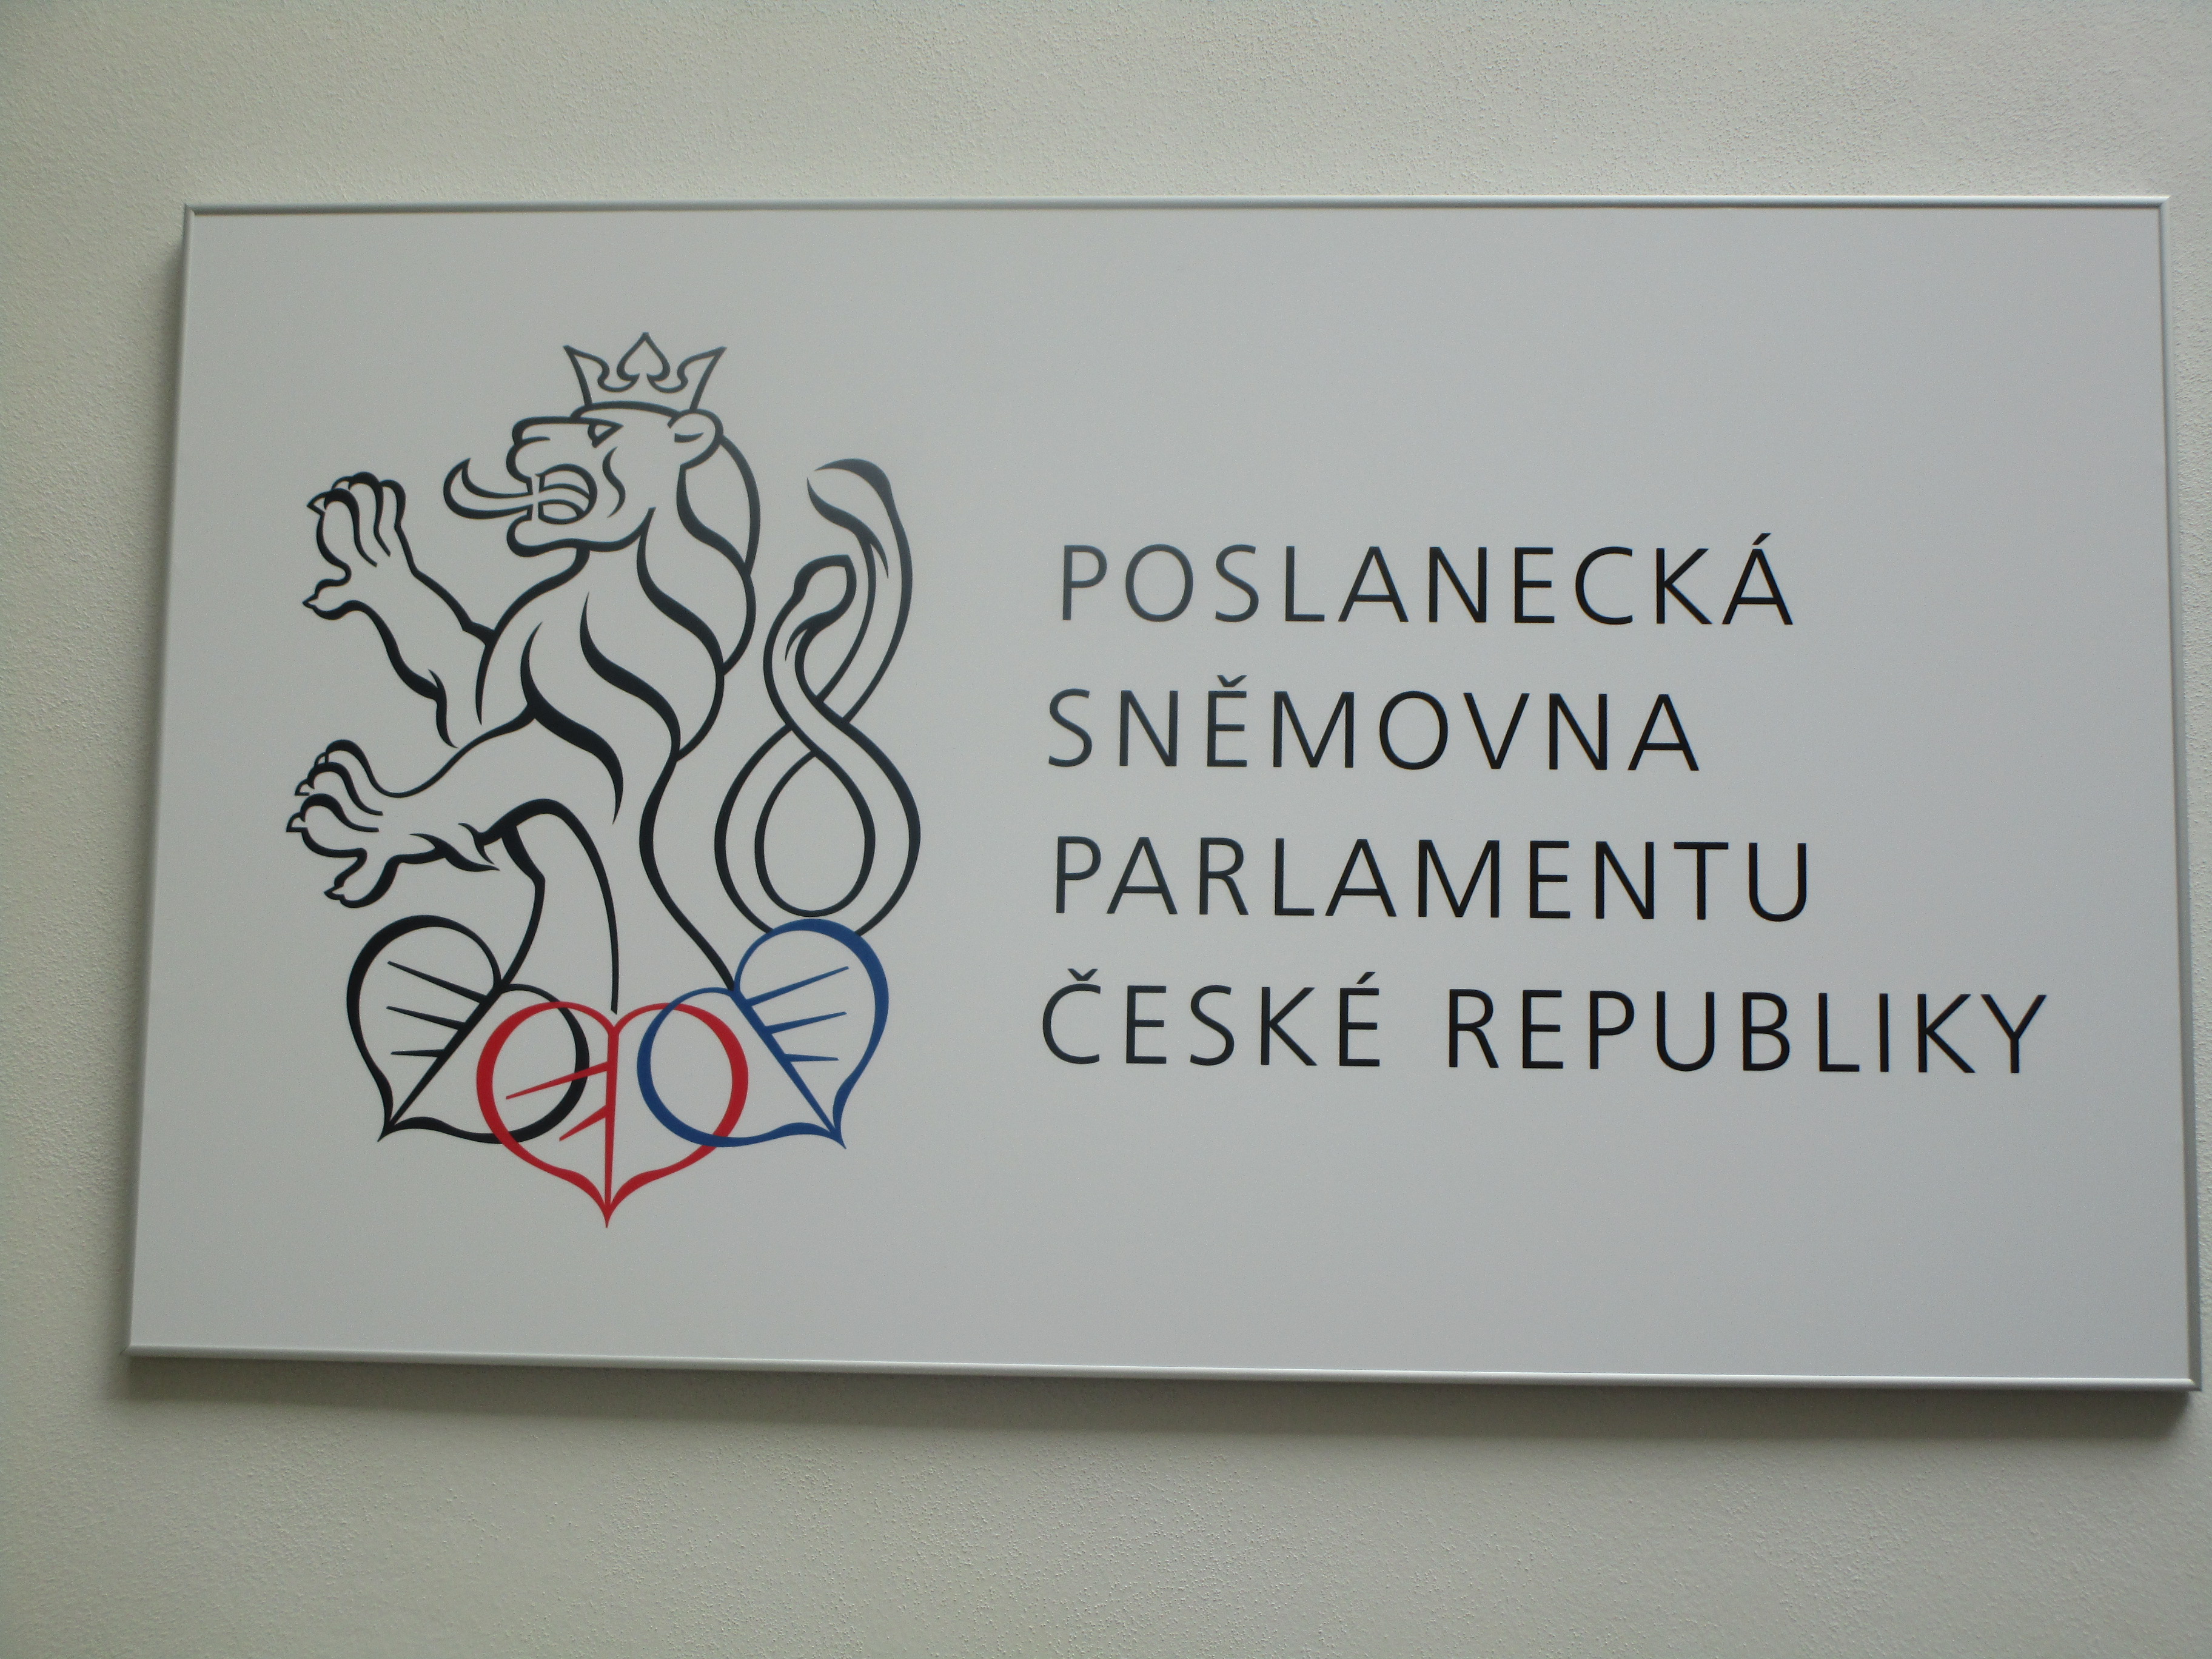 POSLANECKÁ
SNĚMOVNA
PARLAMENTU
ČESKÉ REPUBLIKY